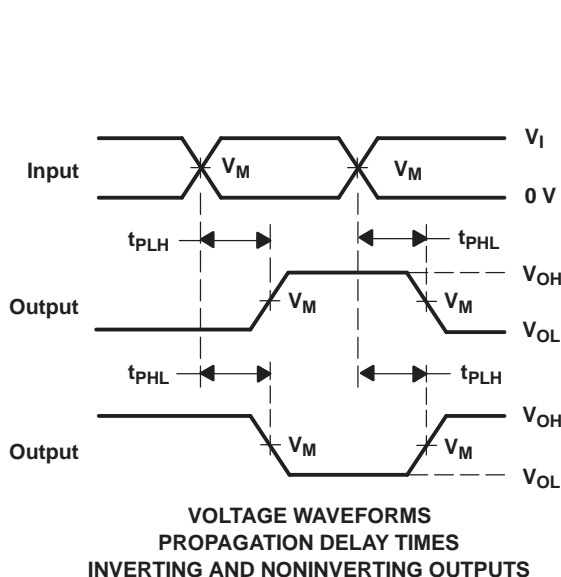 V_I
Input V_M V_M
0 V
t_PLH t_PHL
V_OH
Output V_M V_M
V_OL
t_PHL t_PLH
V_OH
Output V_M V_M
V_OL
VOLTAGE WAVEFORMS
PROPAGATION DELAY TIMES
INVERTING AND NONINVERTING OUTPUTS